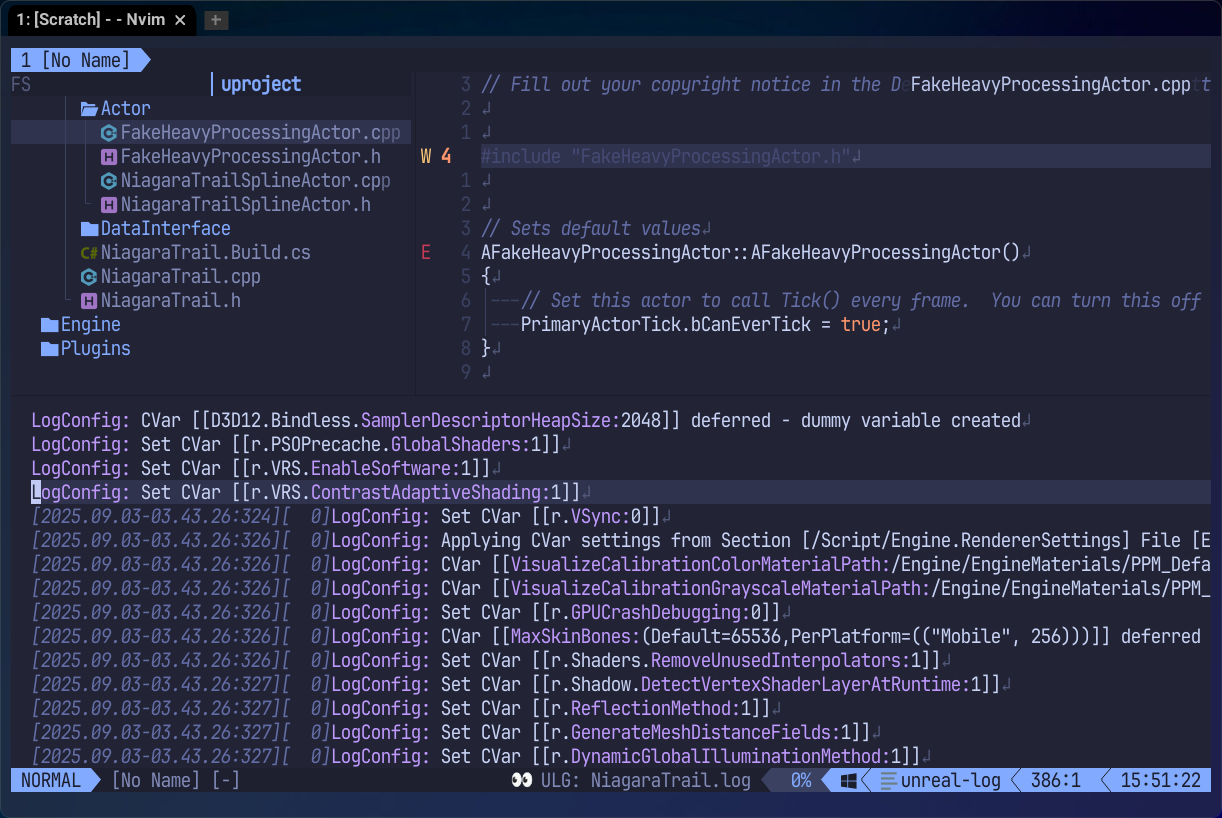 1: [Scratch] - - Nvim ✕ +
1 [No Name]
FS | uproject
Actor
FakeHeavyProcessingActor.cpp
FakeHeavyProcessingActor.h
NiagaraTrailSplineActor.cpp
NiagaraTrailSplineActor.h
DataInterface
C# NiagaraTrail.Build.cs
NiagaraTrail.cpp
NiagaraTrail.h
Engine
Plugins
3 // Fill out your copyright notice in the De FakeHeavyProcessingActor.cpp
2
1
W 4 #include "FakeHeavyProcessingActor.h"
1
2
3 // Sets default values
E 4 AFakeHeavyProcessingActor::AFakeHeavyProcessingActor()
5 {
6 // Set this actor to call Tick() every frame.  You can turn this off
7 PrimaryActorTick.bCanEverTick = true;
8 }
9
LogConfig: CVar [[D3D12.Bindless.SamplerDescriptorHeapSize:2048]] deferred - dummy variable created
LogConfig: Set CVar [[r.PSOPrecache.GlobalShaders:1]]
LogConfig: Set CVar [[r.VRS.EnableSoftware:1]]
LogConfig: Set CVar [[r.VRS.ContrastAdaptiveShading:1]]
[2025.09.03-03.43.26:324][  0]LogConfig: Set CVar [[r.VSync:0]]
[2025.09.03-03.43.26:326][  0]LogConfig: Applying CVar settings from Section [/Script/Engine.RendererSettings] File [E
[2025.09.03-03.43.26:326][  0]LogConfig: CVar [[VisualizeCalibrationColorMaterialPath:/Engine/EngineMaterials/PPM_Defa
[2025.09.03-03.43.26:326][  0]LogConfig: CVar [[VisualizeCalibrationGrayscaleMaterialPath:/Engine/EngineMaterials/PPM_
[2025.09.03-03.43.26:326][  0]LogConfig: Set CVar [[r.GPUCrashDebugging:0]]
[2025.09.03-03.43.26:326][  0]LogConfig: CVar [[MaxSkinBones:(Default=65536,PerPlatform=(("Mobile", 256)))]] deferred
[2025.09.03-03.43.26:326][  0]LogConfig: Set CVar [[r.Shaders.RemoveUnusedInterpolators:1]]
[2025.09.03-03.43.26:327][  0]LogConfig: Set CVar [[r.Shadow.DetectVertexShaderLayerAtRuntime:1]]
[2025.09.03-03.43.26:327][  0]LogConfig: Set CVar [[r.ReflectionMethod:1]]
[2025.09.03-03.43.26:327][  0]LogConfig: Set CVar [[r.GenerateMeshDistanceFields:1]]
[2025.09.03-03.43.26:327][  0]LogConfig: Set CVar [[r.DynamicGlobalIlluminationMethod:1]]
NORMAL [No Name] [-] 👀 ULG: NiagaraTrail.log 0% unreal-log 386:1 15:51:22